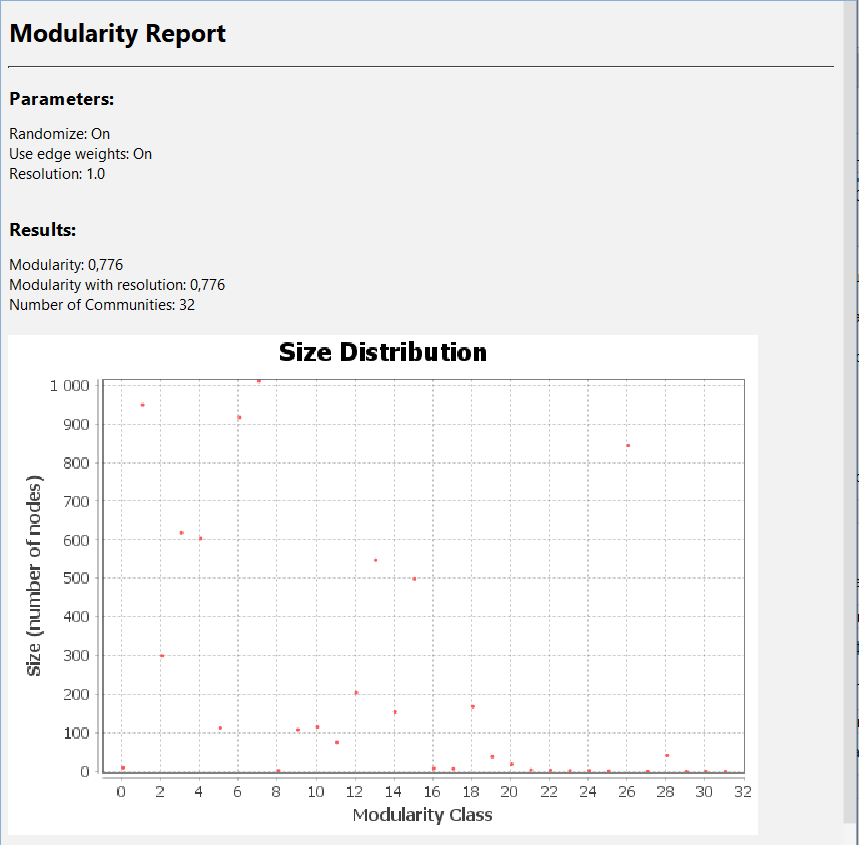 Modularity Report
Parameters:
Randomize: On
Use edge weights: On
Resolution: 1.0
Results:
Modularity: 0,776
Modularity with resolution: 0,776
Number of Communities: 32
Size Distribution
1 000
900
800
700
600
500
400
300
200
100
0
Size (number of nodes)
0 2 4 6 8 10 12 14 16 18 20 22 24 26 28 30 32
Modularity Class